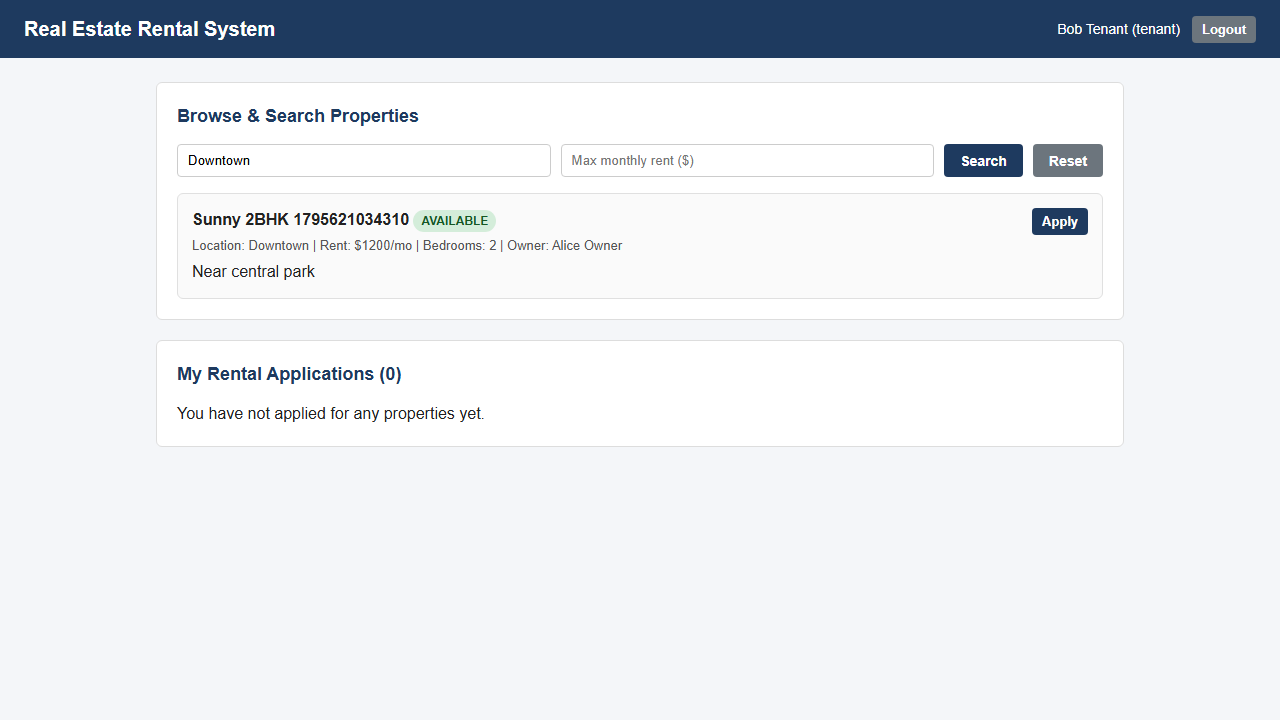 Real Estate Rental System
Bob Tenant (tenant) Logout
Browse & Search Properties
Downtown Max monthly rent ($) Search Reset
Sunny 2BHK 1795621034310 AVAILABLE Apply
Location: Downtown | Rent: $1200/mo | Bedrooms: 2 | Owner: Alice Owner
Near central park
My Rental Applications (0)
You have not applied for any properties yet.